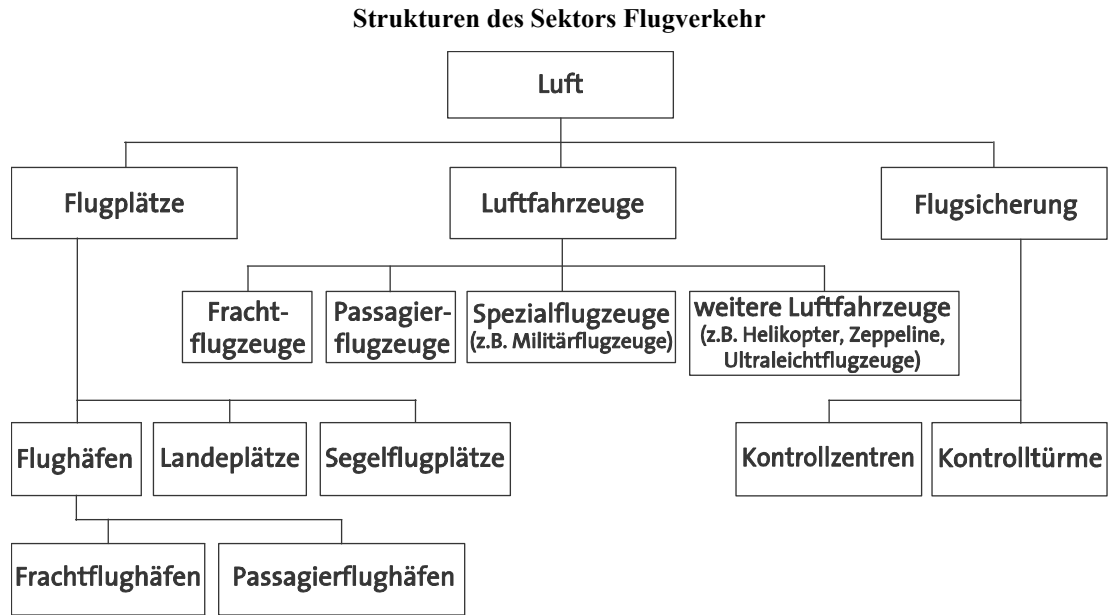 Strukturen des Sektors Flugverkehr
Luft
Flugplätze
Luftfahrzeuge
Flugsicherung
Fracht-
flugzeuge
Passagier-
flugzeuge
Spezialflugzeuge
(z.B. Militärflugzeuge)
weitere Luftfahrzeuge
(z.B. Helikopter, Zeppeline,
Ultraleichtflugzeuge)
Flughäfen
Landeplätze
Segelflugplätze
Kontrollzentren
Kontrolltürme
Frachtflughäfen
Passagierflughäfen